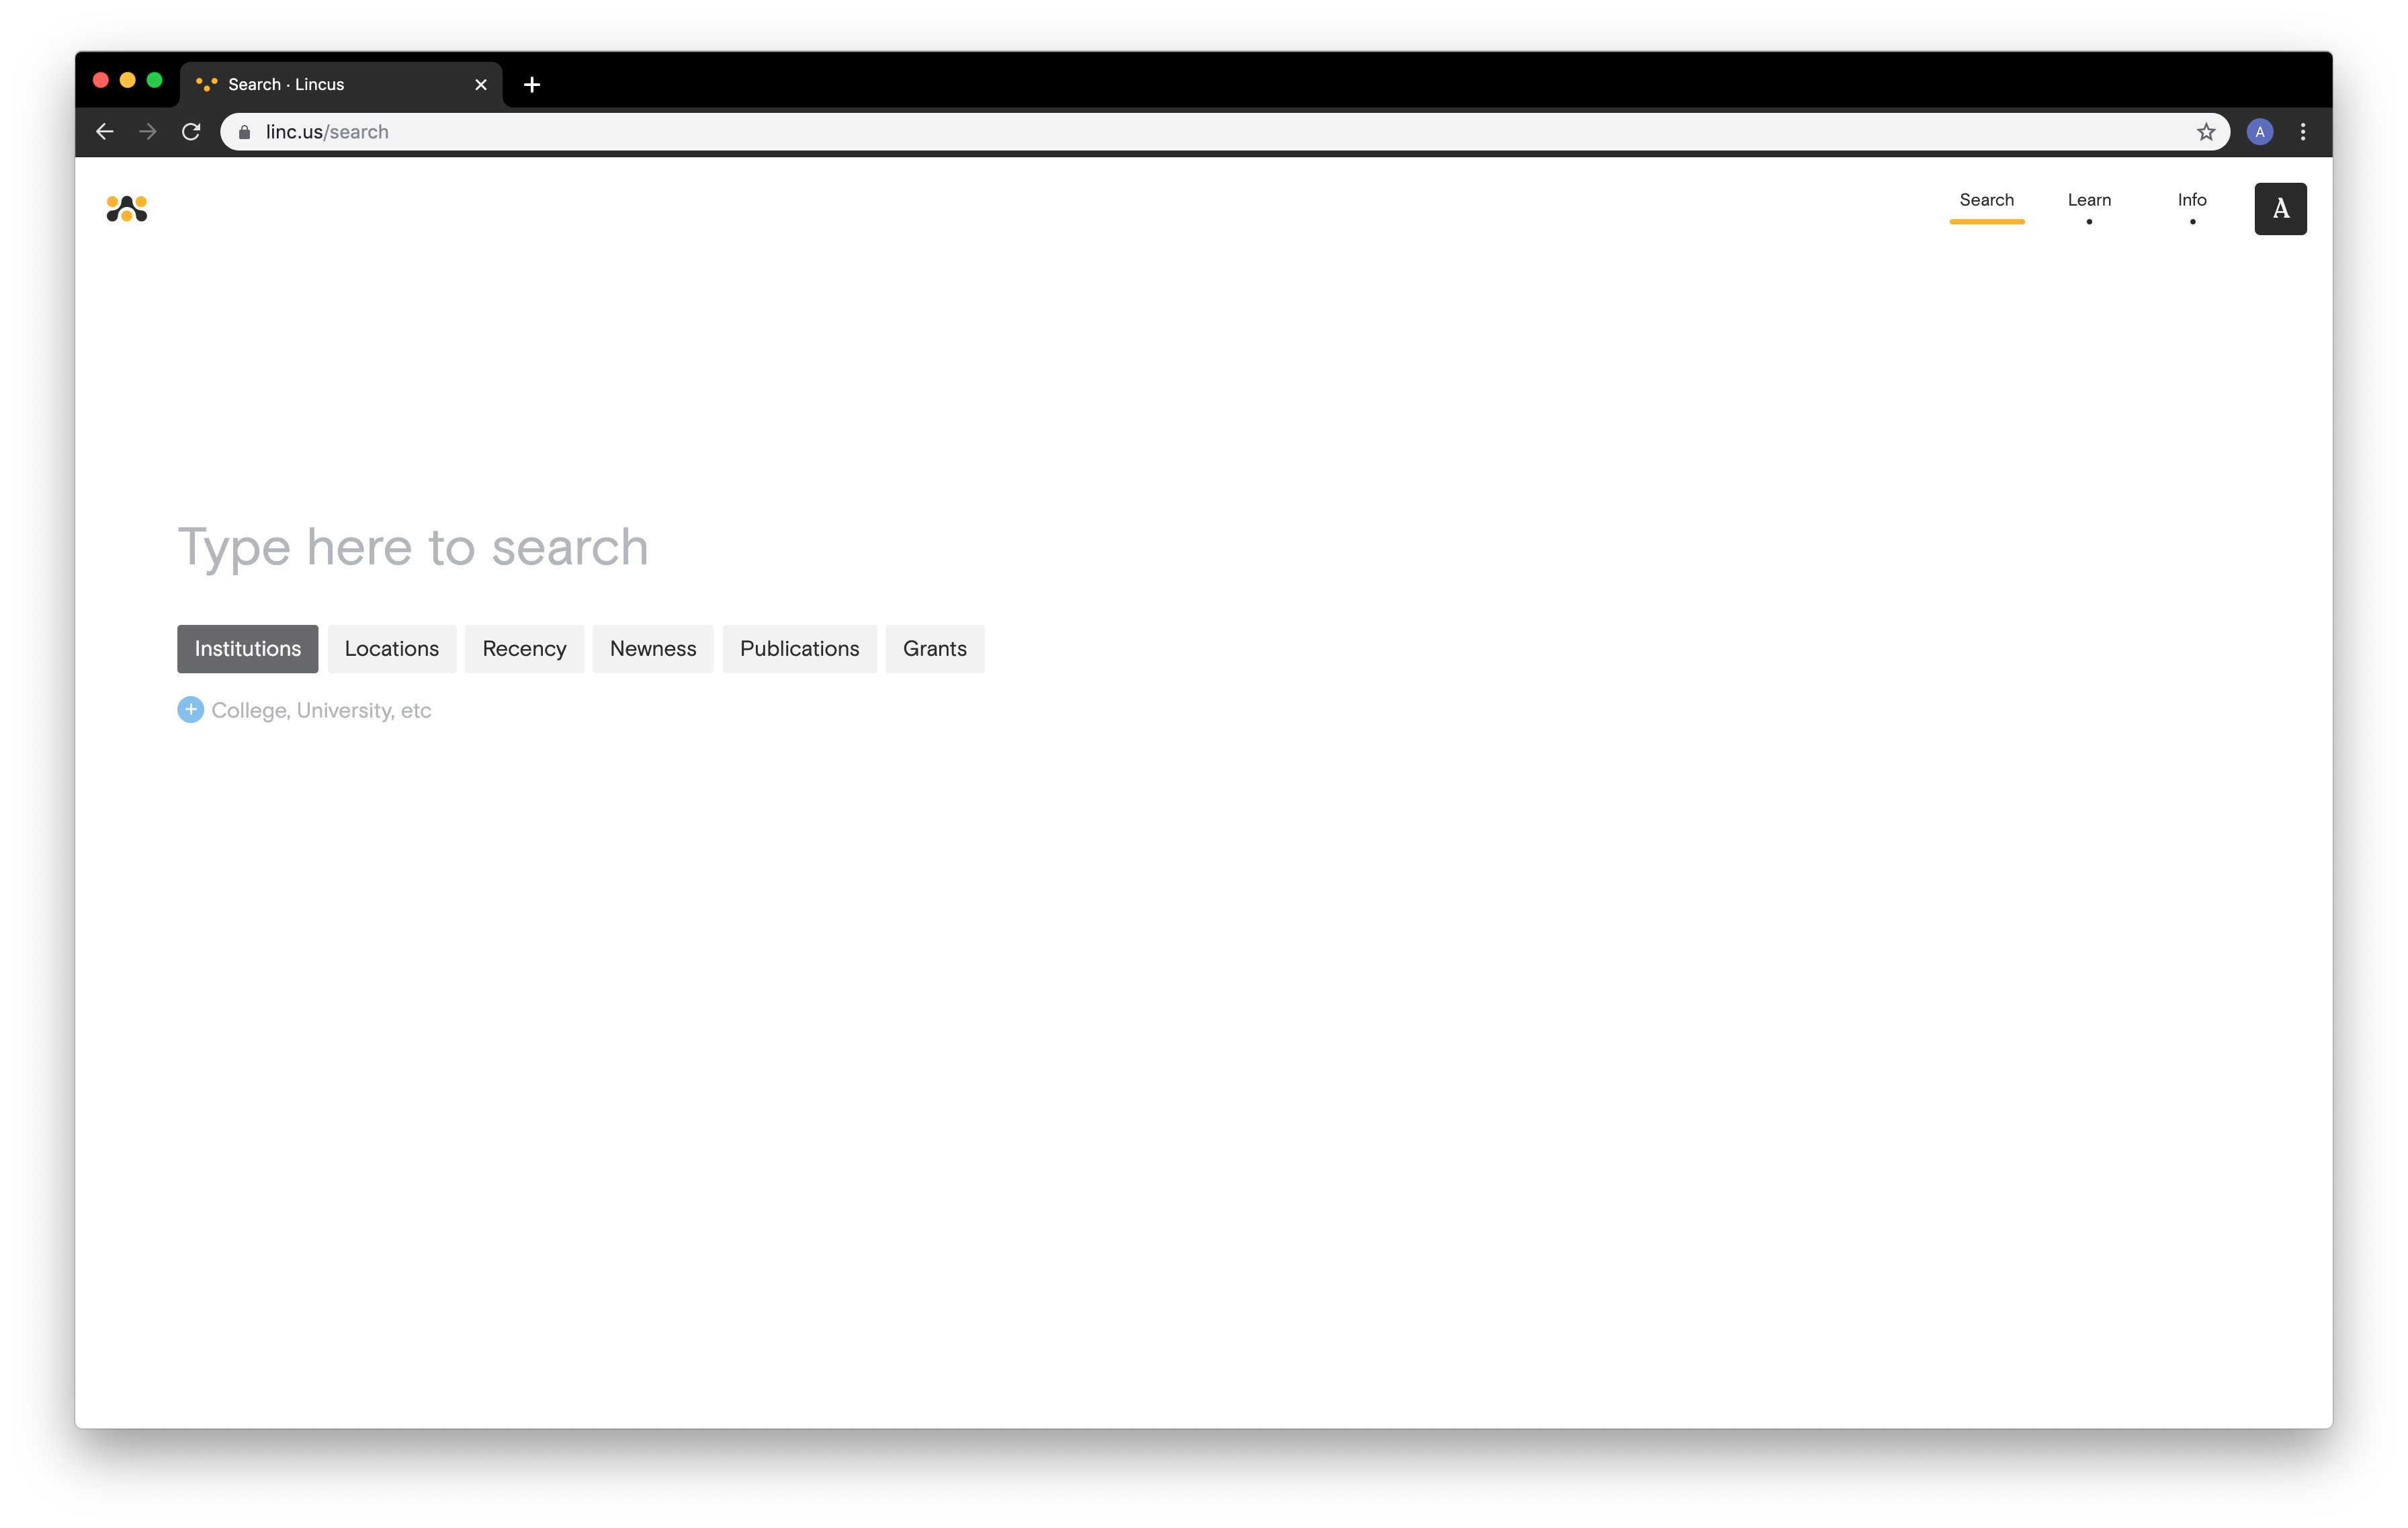 Search · Lincus
linc.us/search
A
Search Learn Info A
Type here to search
Institutions Locations Recency Newness Publications Grants
College, University, etc